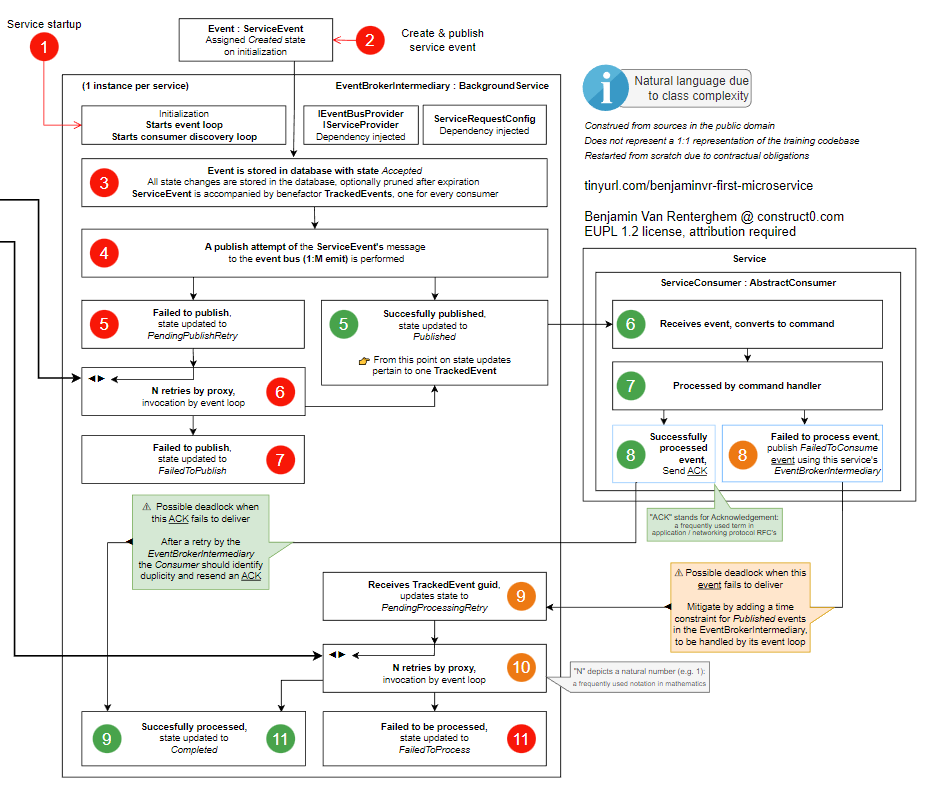 Service startup
1
Event : ServiceEvent
Assigned Created state
on initialization
2
Create & publish
service event
(1 instance per service)
EventBrokerIntermediary : BackgroundService
Initialization
Starts event loop
Starts consumer discovery loop
IEventBusProvider
IServiceProvider
Dependency injected
ServiceRequestConfig
Dependency injected
i
Natural language due
to class complexity
Construed from sources in the public domain
Does not represent a 1:1 representation of the training codebase
Restarted from scratch due to contractual obligations
tinyurl.com/benjaminvr-first-microservice
Benjamin Van Renterghem @ construct0.com
EUPL 1.2 license, attribution required
3
Event is stored in database with state Accepted
All state changes are stored in the database, optionally pruned after expiration
ServiceEvent is accompanied by benefactor TrackedEvents, one for every consumer
4
A publish attempt of the ServiceEvent's message
to the event bus (1:M emit) is performed
5
Failed to publish,
state updated to
PendingPublishRetry
5
Succesfully published,
state updated to
Published
👉 From this point on state updates
pertain to one TrackedEvent
◀ ▶
N retries by proxy,
invocation by event loop
6
Failed to publish,
state updated to
FailedToPublish
7
Service
ServiceConsumer : AbstractConsumer
6
Receives event, converts to command
7
Processed by command handler
8
Successfully
processed
event,
Send ACK
8
Failed to process event,
publish FailedToConsume
event using this service's
EventBrokerIntermediary
"ACK" stands for Acknowledgement:
a frequently used term in
application / networking protocol RFC's
⚠ Possible deadlock when
this ACK fails to deliver
After a retry by the
EventBrokerIntermediary
the Consumer should identify
duplicity and resend an ACK
⚠ Possible deadlock when this
event fails to deliver
Mitigate by adding a time
constraint for Published events
in the EventBrokerIntermediary,
to be handled by its event loop
Receives TrackedEvent guid,
updates state to
PendingProcessingRetry
9
◀ ▶
N retries by proxy,
invocation by event loop
10
"N" depicts a natural number (e.g. 1):
a frequently used notation in mathematics
9
Succesfully processed,
state updated to
Completed
11
Failed to be processed,
state updated to
FailedToProcess
11